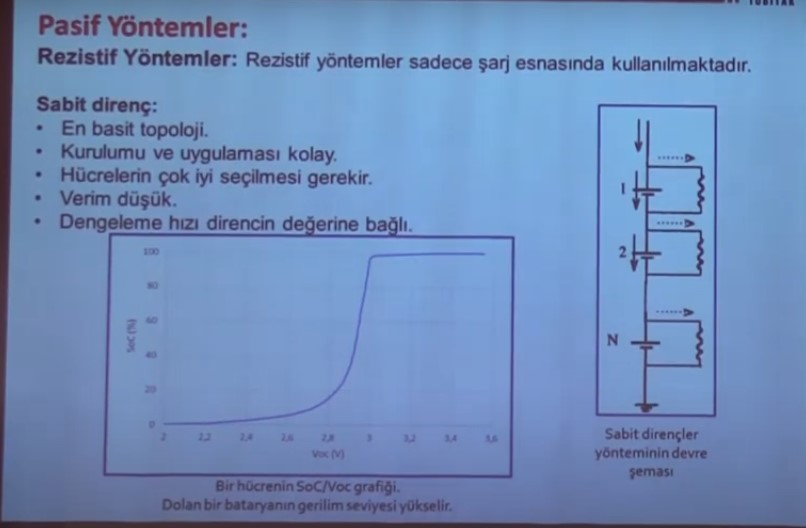 Pasif Yöntemler:
Rezistif Yöntemler: Rezistif yöntemler sadece şarj esnasında kullanılmaktadır.
Sabit direnç:
• En basit topoloji.
• Kurulumu ve uygulaması kolay.
• Hücrelerin çok iyi seçilmesi gerekir.
• Verim düşük.
• Dengeleme hızı direncin değerine bağlı.
100
80
60
40
20
0
SoC (%)
2 2,2 2,4 2,6 2,8 3 3,2 3,4 3,6
Voc (V)
Bir hücrenin SoC/Voc grafiği.
Dolan bir bataryanın gerilim seviyesi yükselir.
1
2
N
Sabit dirençler
yönteminin devre
şeması